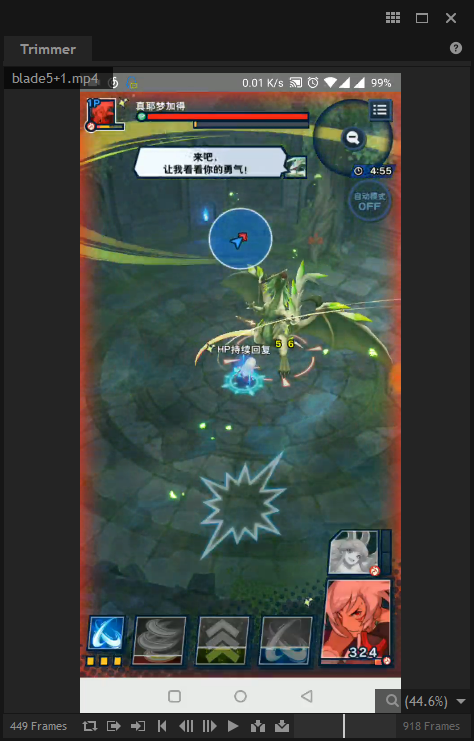 Trimmer
blade5+1.mp4
0.01 K/s
99%
1P
真耶梦加得
来吧，
让我看看你的勇气！
4:55
自动模式
OFF
5 6
HP持续回复
324
449 Frames
(44.6%)
918 Frames